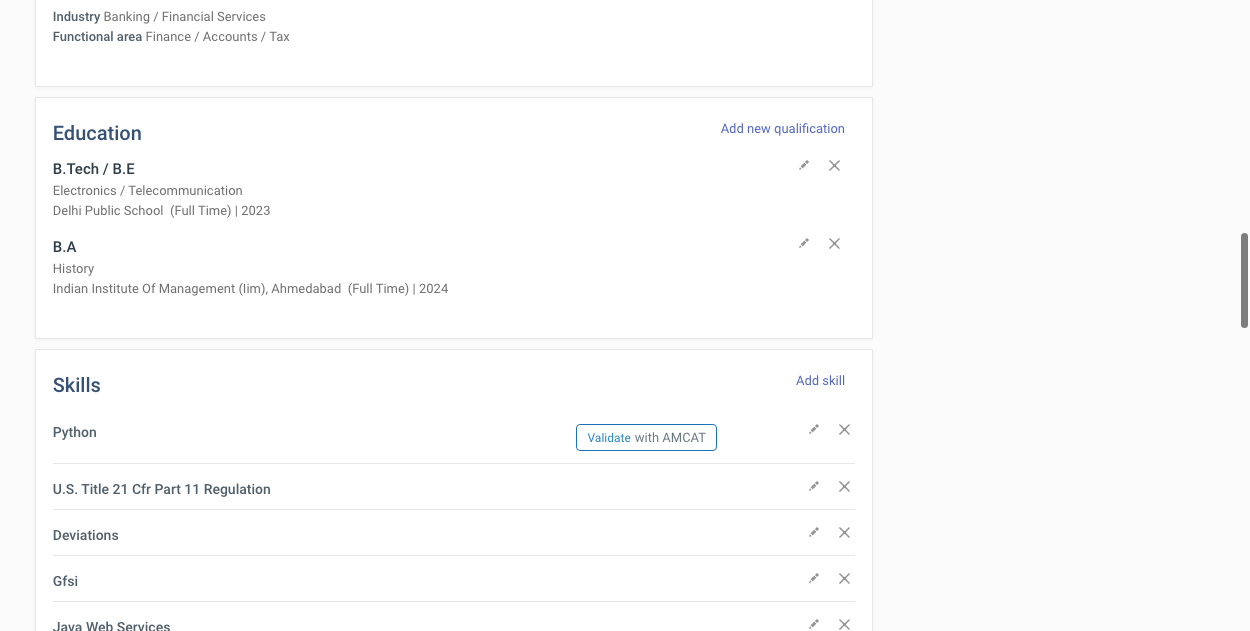 Industry Banking / Financial Services
Functional area Finance / Accounts / Tax
Education
Add new qualification
B.Tech / B.E
Electronics / Telecommunication
Delhi Public School (Full Time) | 2023
B.A
History
Indian Institute Of Management (Iim), Ahmedabad (Full Time) | 2024
Skills
Add skill
Python
Validate with AMCAT
U.S. Title 21 Cfr Part 11 Regulation
Deviations
Gfsi
Java Web Services